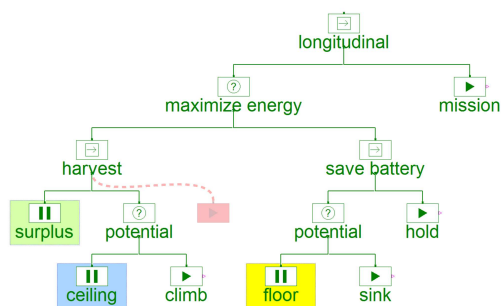 longitudinal
?
maximize energy
mission
harvest
save battery
surplus
?
potential
?
potential
hold
ceiling
climb
floor
sink